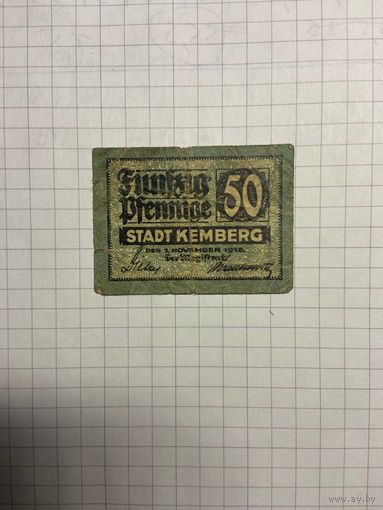 Fünfzig
Pfennige
50
STADT KEMBERG
DEN 1. NOVEMBER 1918.
Der Magistrat
www.ay.by